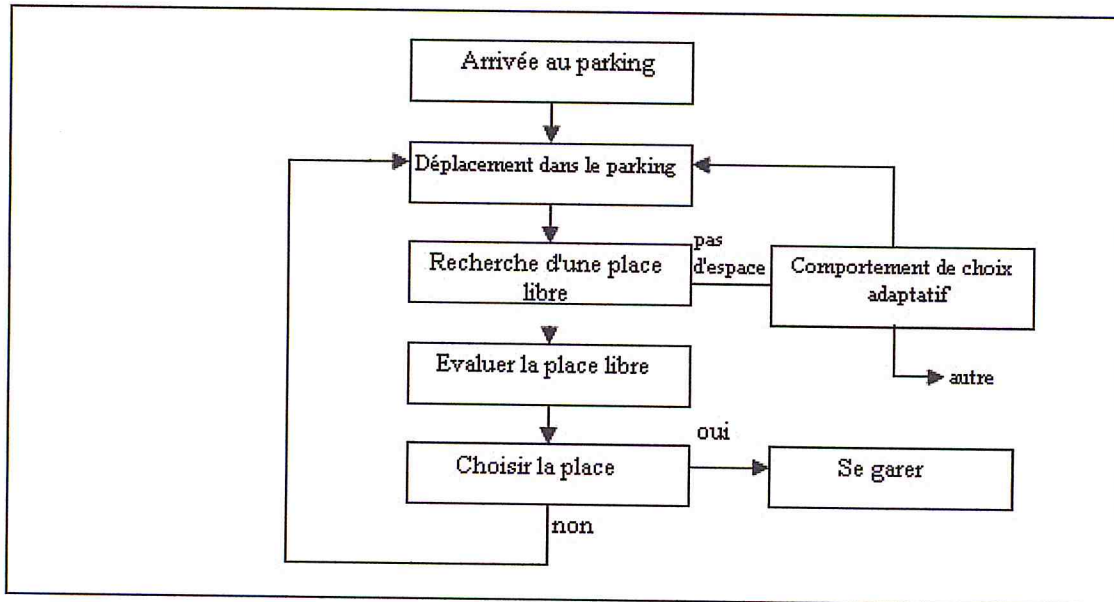 Arrivée au parking
Déplacement dans le parking
Recherche d'une place
libre
pas
d'espace
Comportement de choix
adaptatif
autre
Evaluer la place libre
Choisir la place
oui
Se garer
non